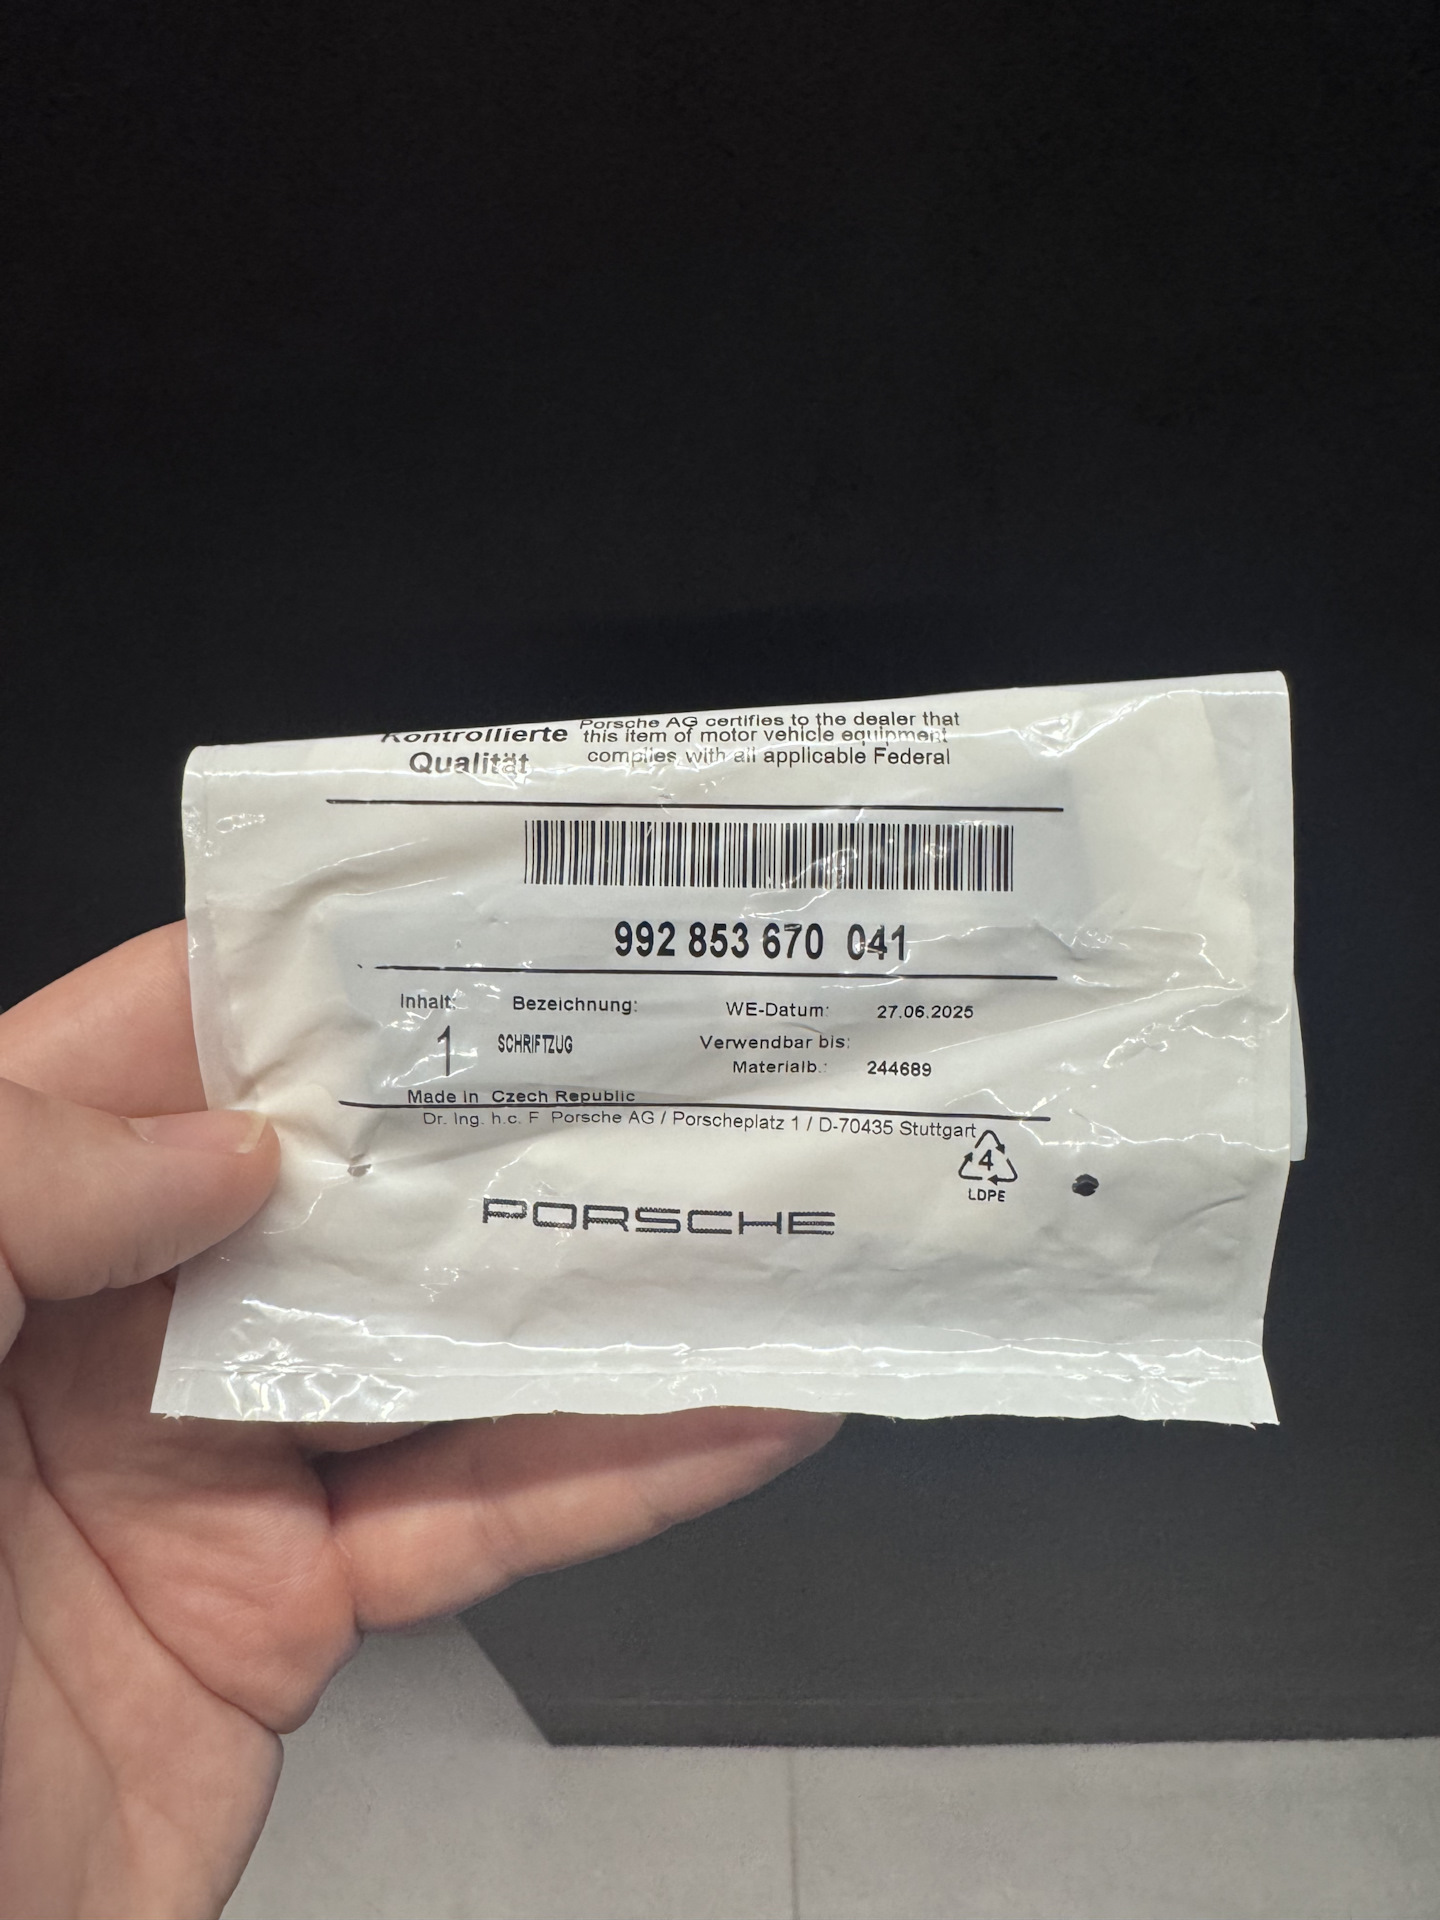 Kontrollierte
Qualität
Porsche AG certifies to the dealer that
this item of motor vehicle equipment
complies with all applicable Federal
992 853 670 041
Inhalt:
1
Bezeichnung:
SCHRIFTZUG
WE-Datum: 27.06.2025
Verwendbar bis:
Materialb.: 244689
Made in Czech Republic
Dr. Ing. h.c. F Porsche AG / Porscheplatz 1 / D-70435 Stuttgart
4
LDPE
PORSCHE